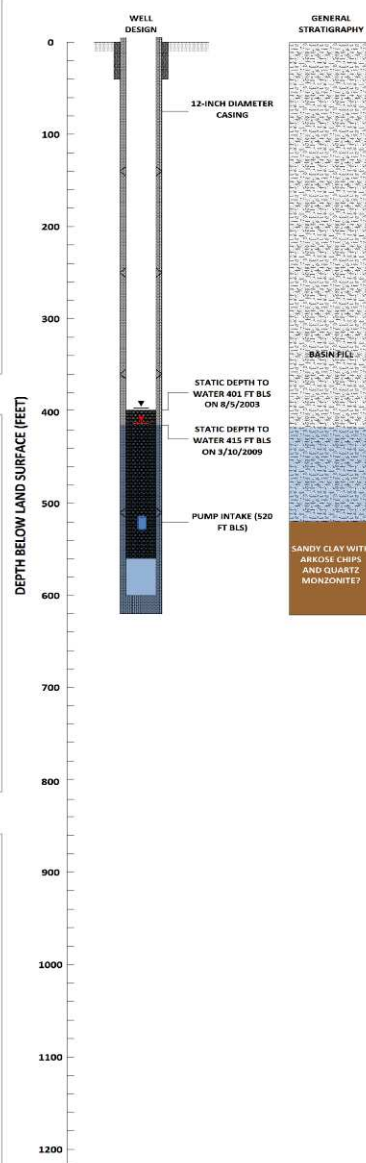 WELL
DESIGN
GENERAL
STRATIGRAPHY
DEPTH BELOW LAND SURFACE (FEET)
0
100
200
300
400
500
600
700
800
900
1000
1100
1200
12-INCH DIAMETER
CASING
STATIC DEPTH TO
WATER 401 FT BLS
ON 8/5/2003
STATIC DEPTH TO
WATER 415 FT BLS
ON 3/10/2009
PUMP INTAKE (520
FT BLS)
BASIN FILL
SANDY CLAY WITH
ARKOSE CHIPS
AND QUARTZ
MONZONITE?